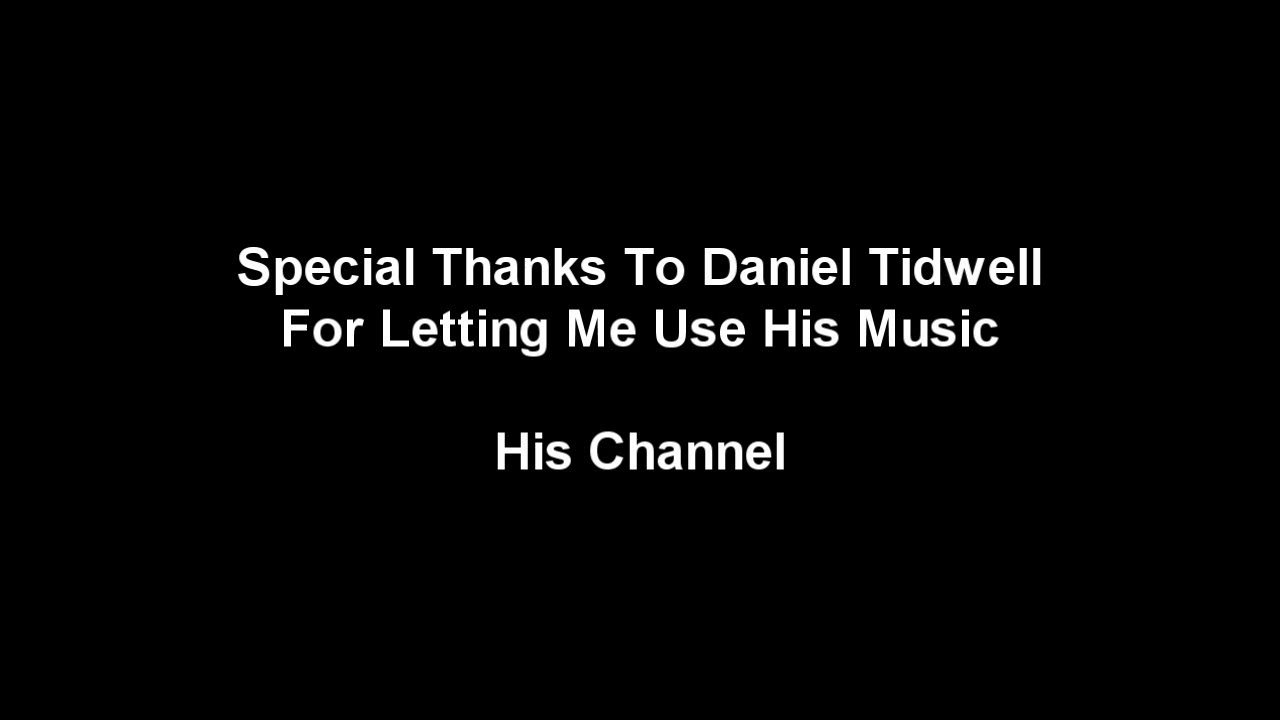 Special Thanks To Daniel Tidwell
For Letting Me Use His Music
His Channel